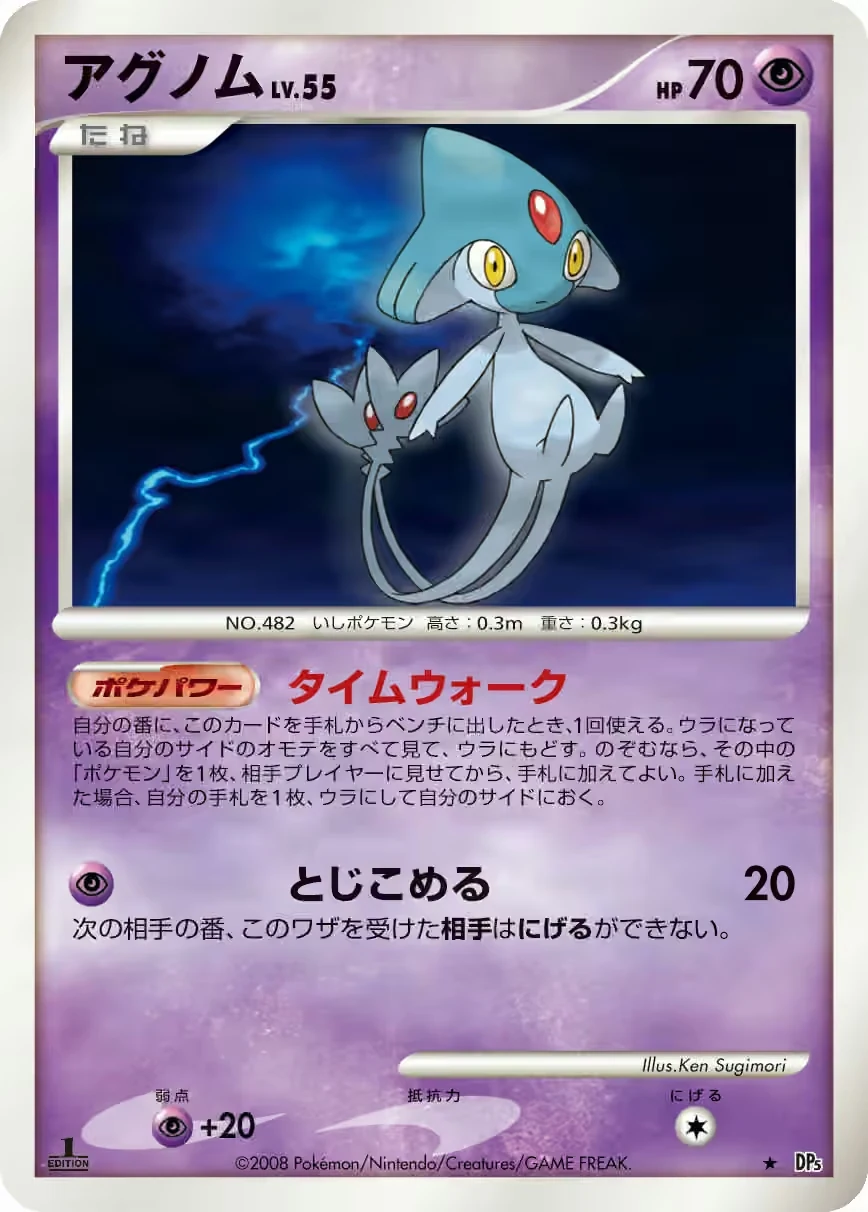 アグノム LV.55 HP 70
たね
NO.482 いしポケモン 高さ：0.3m 重さ：0.3kg
ポケパワー タイムウォーク
自分の番に、このカードを手札からベンチに出したとき、1回使える。ウラになって
いる自分のサイドのオモテをすべて見て、ウラにもどす。のぞむなら、その中の
「ポケモン」を1枚、相手プレイヤーに見せてから、手札に加えてよい。手札に加え
た場合、自分の手札を1枚、ウラにして自分のサイドにおく。
とじこめる 20
次の相手の番、このワザを受けた相手はにげるができない。
Illus.Ken Sugimori
弱点 抵抗力 にげる
+20
1 EDITION ©2008 Pokémon/Nintendo/Creatures/GAME FREAK. ★ DP5